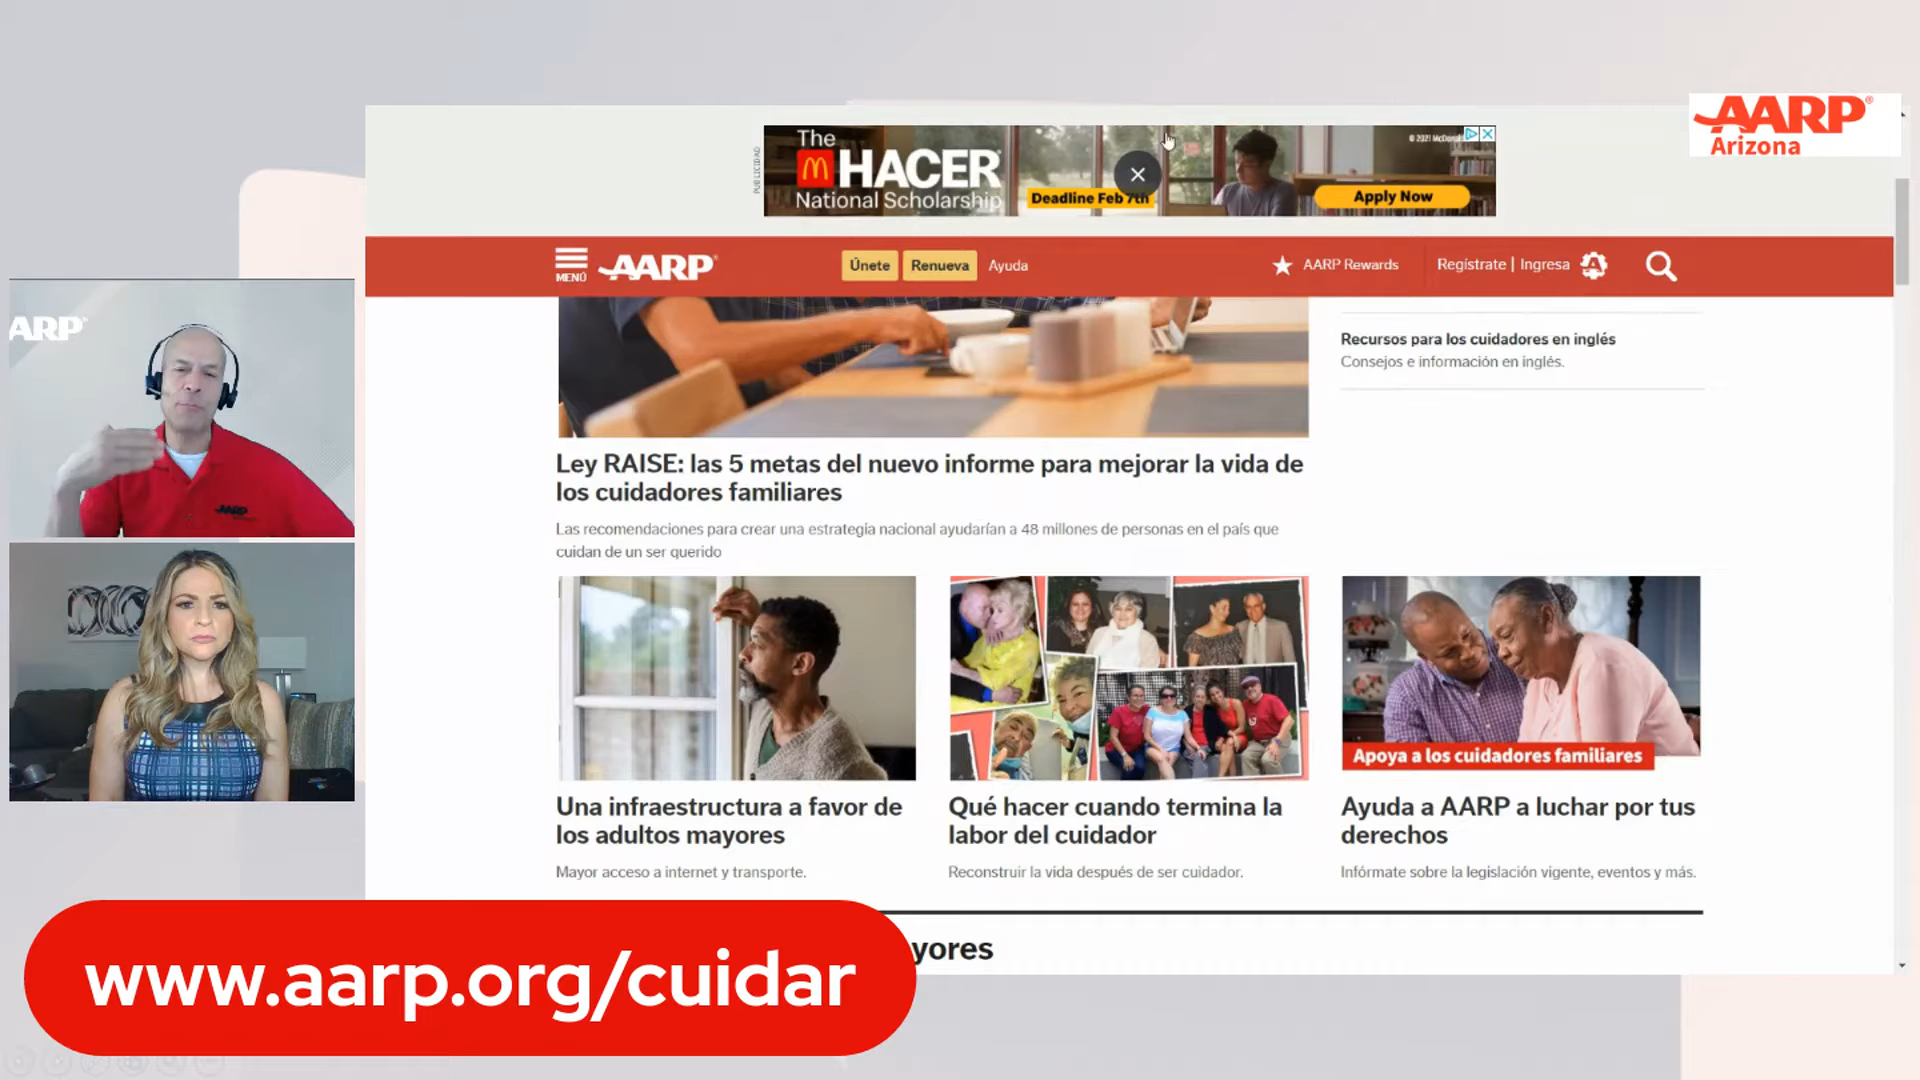 AARP®
Arizona
PUBLICIDAD
The
HACER
National Scholarship
Deadline Feb 7th
Apply Now
© 2021
MENÚ
AARP
Únete
Renueva
Ayuda
AARP Rewards
Regístrate | Ingresa
ARP
AARP
Recursos para los cuidadores en inglés
Consejos e información en inglés.
Ley RAISE: las 5 metas del nuevo informe para mejorar la vida de
los cuidadores familiares
Las recomendaciones para crear una estrategia nacional ayudarían a 48 millones de personas en el país que
cuidan de un ser querido
Apoya a los cuidadores familiares
Una infraestructura a favor de
los adultos mayores
Mayor acceso a internet y transporte.
Qué hacer cuando termina la
labor del cuidador
Reconstruir la vida después de ser cuidador.
Ayuda a AARP a luchar por tus
derechos
Infórmate sobre la legislación vigente, eventos y más.
yores
www.aarp.org/cuidar